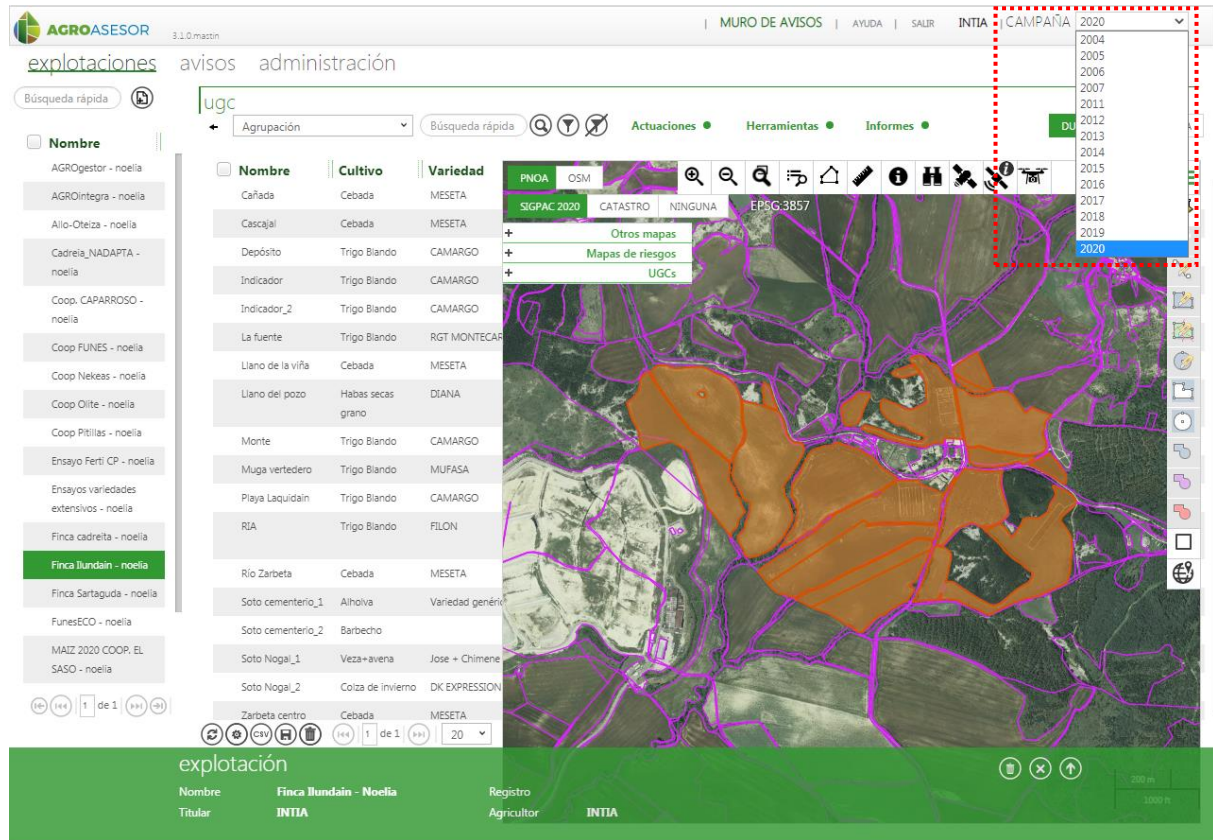 AGROASESOR
3.1.0.mastin
| MURO DE AVISOS | AYUDA | SALIR INTIA | CAMPAÑA 2020
2004
2005
2006
2007
2011
2012
2013
2014
2015
2016
2017
2018
2019
2020
explotaciones avisos administración
Búsqueda rápida
Nombre
AGROgestor - noelia
AGROintegra - noelia
Allo-Oteiza - noelia
Cadreia_NADAPTA -
noelia
Coop. CAPARROSO -
noelia
Coop FUNES - noelia
Coop Nekeas - noelia
Coop Olite - noelia
Coop Pitillas - noelia
Ensayo Ferti CP - noelia
Ensayos variedades
extensivos - noelia
Finca cadreita - noelia
Finca Ilundain - noelia
Finca Sartaguda - noelia
FunesECO - noelia
MAIZ 2020 COOP. EL
SASO - noelia
1 de 1
ugc
Agrupación
Búsqueda rápida
Actuaciones
Herramientas
Informes
DU
A
Nombre Cultivo Variedad
Cañada Cebada MESETA
Cascajal Cebada MESETA
Depósito Trigo Blando CAMARGO
Indicador Trigo Blando CAMARGO
Indicador_2 Trigo Blando CAMARGO
La fuente Trigo Blando RGT MONTECAR
Llano de la viña Cebada MESETA
Llano del pozo Habas secas DIANA
grano
Monte Trigo Blando CAMARGO
Muga vertedero Trigo Blando MUFASA
Playa Laquidain Trigo Blando CAMARGO
RIA Trigo Blando FILON
Río Zarbeta Cebada MESETA
Soto cementerio_1 Alholva Variedad genéric
Soto cementerio_2 Barbecho
Soto Nogal_1 Veza+avena Jose + Chimene
Soto Nogal_2 Colza de invierno DK EXPRESSION
Zarbeta centro Cebada MESETA
CSV
1 de 1
20
PNOA OSM
SIGPAC 2020 CATASTRO NINGUNA EPSG:3857
+ Otros mapas
+ Mapas de riesgos
+ UGCs
200 m
1000 ft
explotación
Nombre Finca Ilundain - Noelia Registro
Titular INTIA Agricultor INTIA